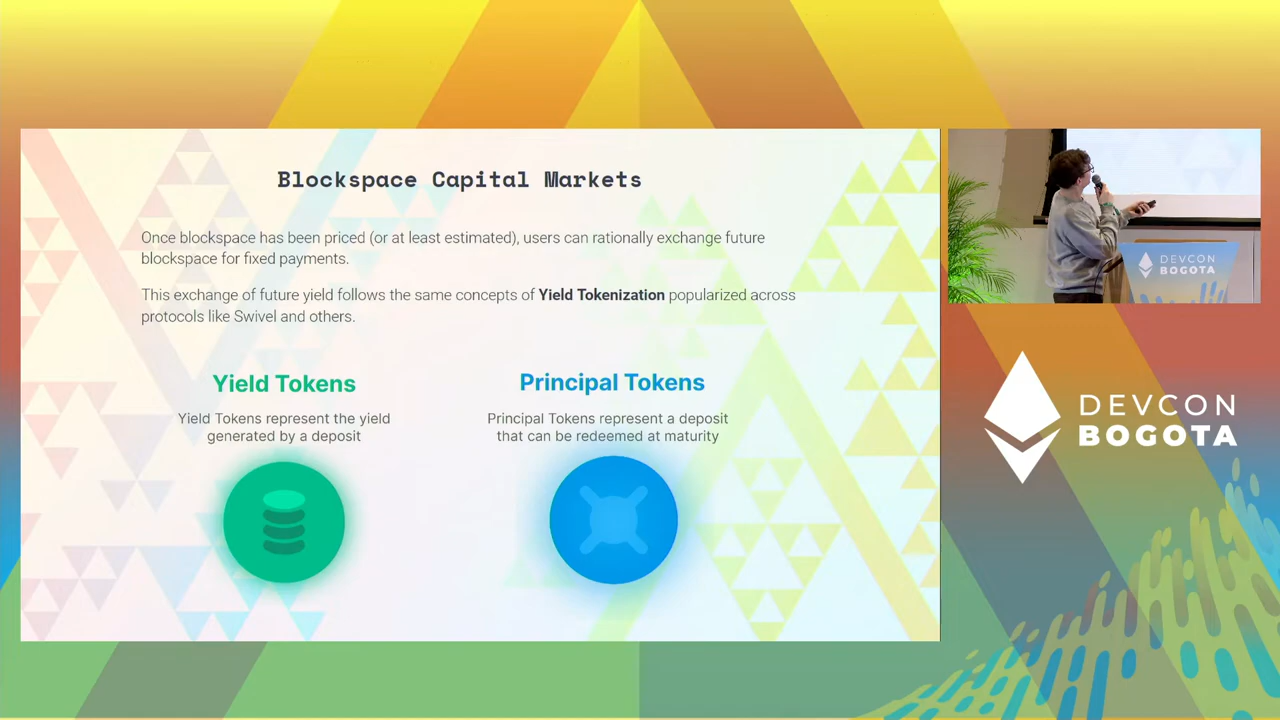 Blockspace Capital Markets
Once blockspace has been priced (or at least estimated), users can rationally exchange future
blockspace for fixed payments.
This exchange of future yield follows the same concepts of Yield Tokenization popularized across
protocols like Swivel and others.
Yield Tokens
Yield Tokens represent the yield
generated by a deposit
Principal Tokens
Principal Tokens represent a deposit
that can be redeemed at maturity
DEVCON
BOGOTA
DEVCON
BOGOTA